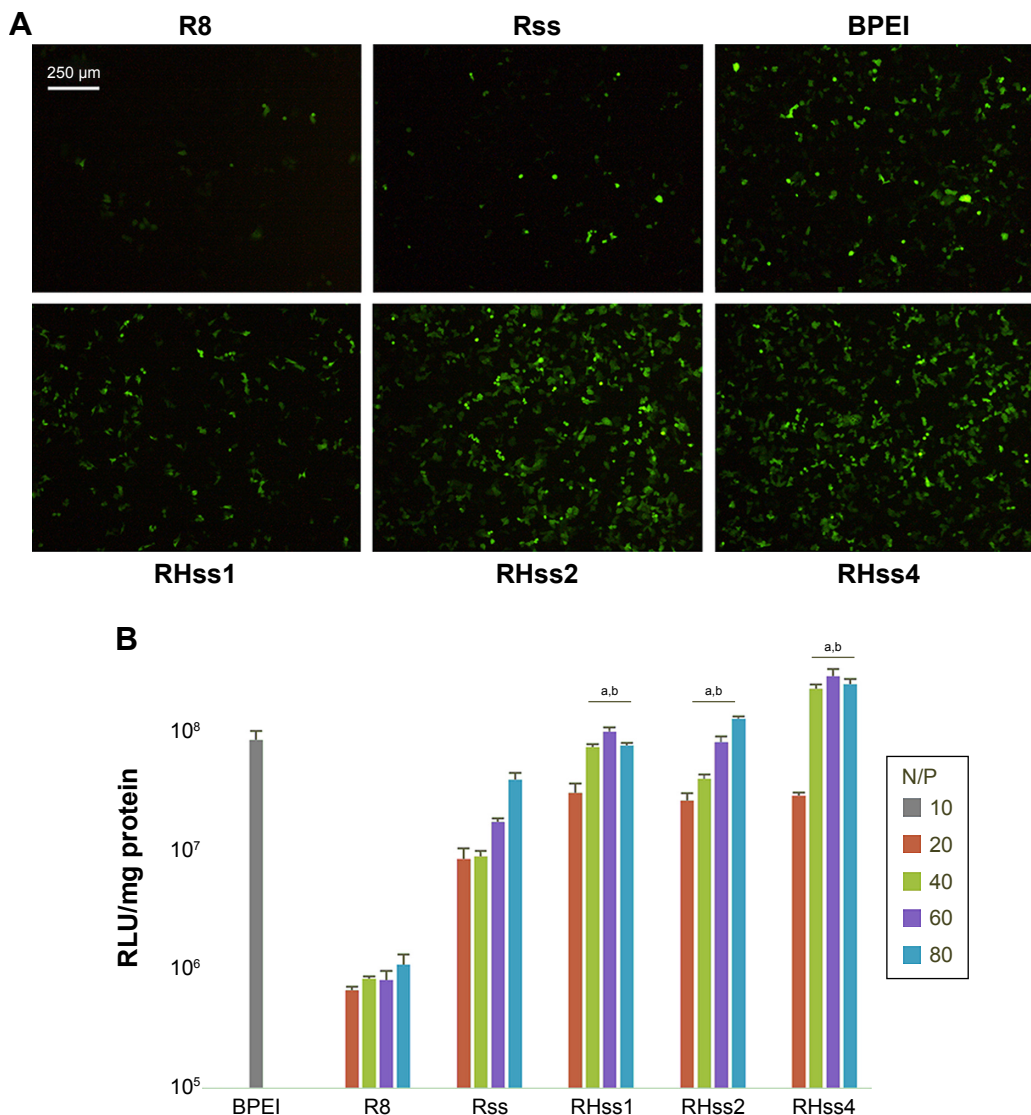 A
R8 Rss BPEI
250 µm
RHss1 RHss2 RHss4
B
RLU/mg protein
10⁸
10⁷
10⁶
10⁵
a,b a,b a,b
BPEI R8 Rss RHss1 RHss2 RHss4
N/P
10
20
40
60
80